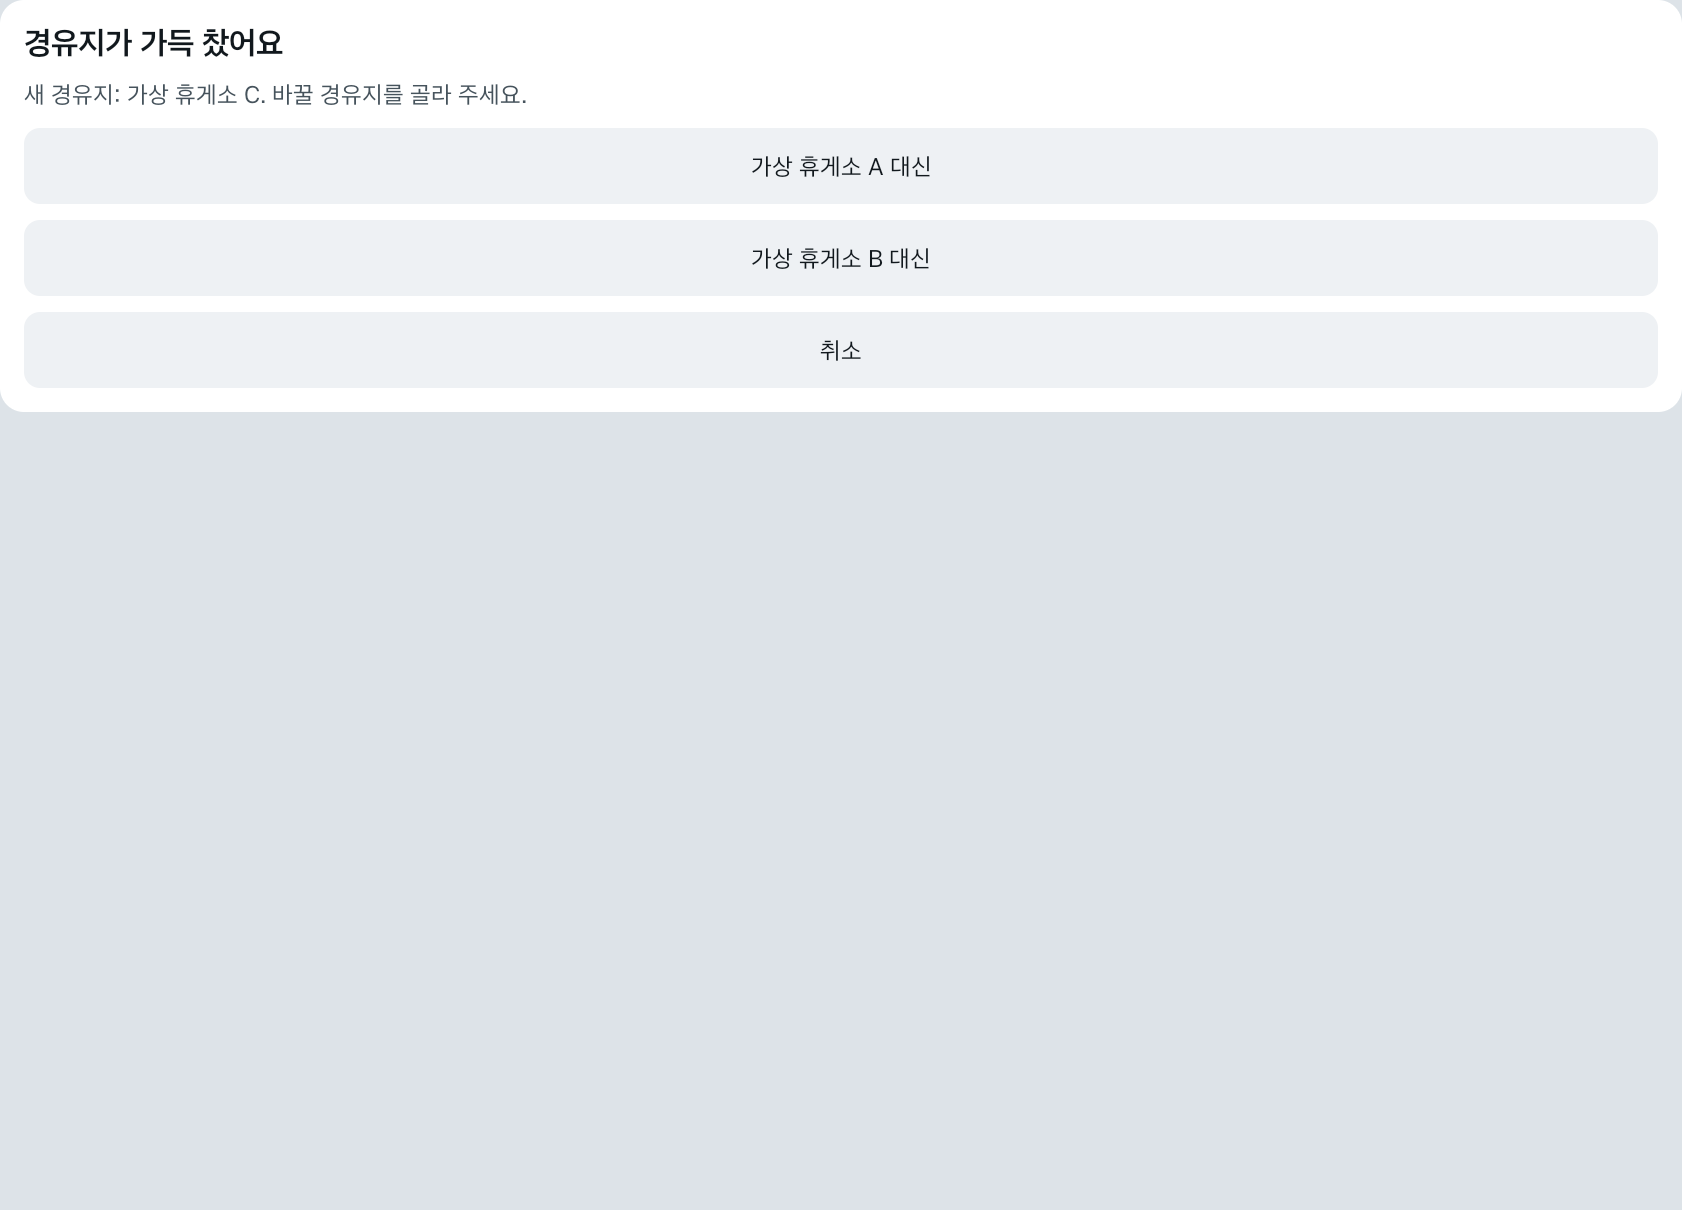 경유지가 가득 찼어요
새 경유지: 가상 휴게소 C. 바꿀 경유지를 골라 주세요.
가상 휴게소 A 대신
가상 휴게소 B 대신
취소